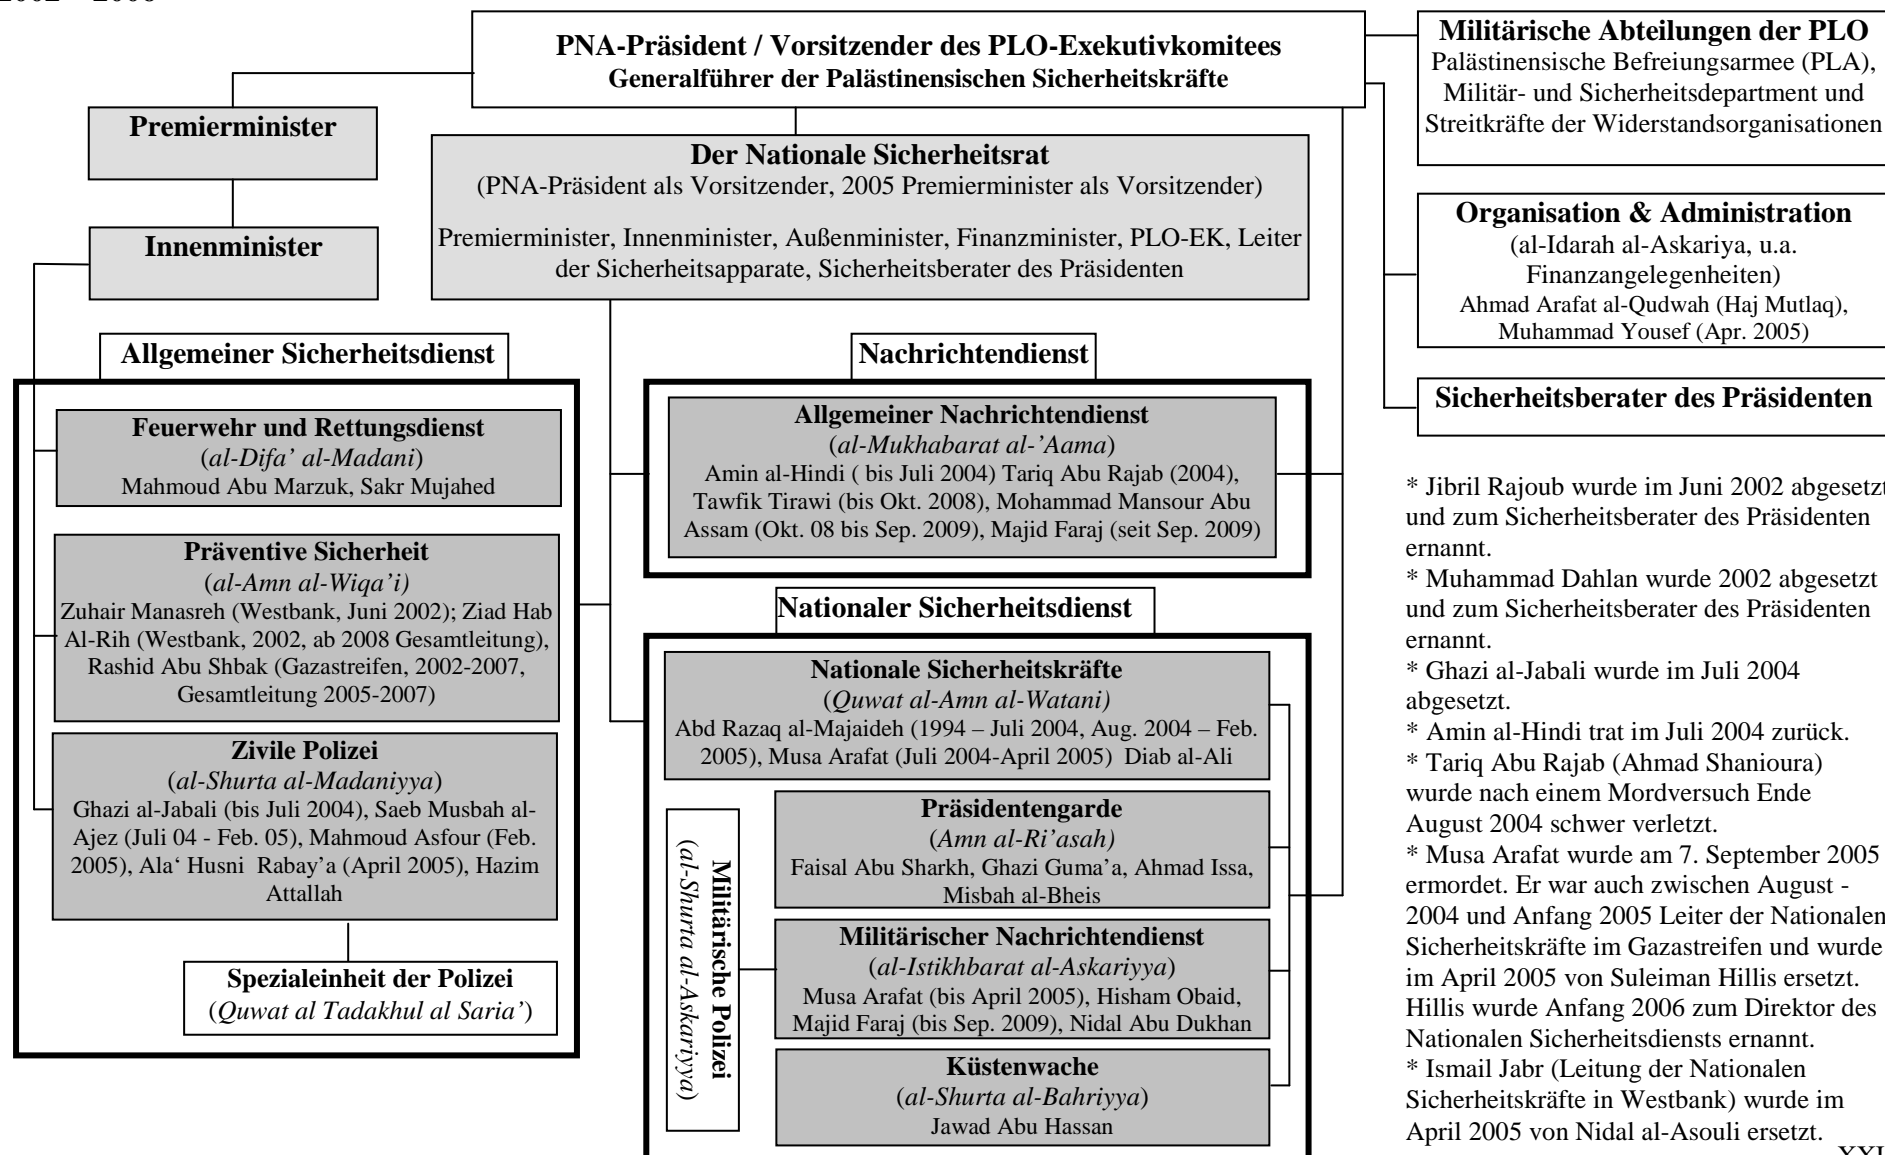 PNA-Präsident / Vorsitzender des PLO-Exekutivkomitees
Generalführer der Palästinensischen Sicherheitskräfte
Militärische Abteilungen der PLO
Palästinensische Befreiungsarmee (PLA),
Militär- und Sicherheitsdepartment und
Streitkräfte der Widerstandsorganisationen
Premierminister
Der Nationale Sicherheitsrat
(PNA-Präsident als Vorsitzender, 2005 Premierminister als Vorsitzender)
Premierminister, Innenminister, Außenminister, Finanzminister, PLO-EK, Leiter
der Sicherheitsapparate, Sicherheitsberater des Präsidenten
Innenminister
Organisation & Administration
(al-Idarah al-Askariya, u.a.
Finanzangelegenheiten)
Ahmad Arafat al-Qudwah (Haj Mutlaq),
Muhammad Yousef (Apr. 2005)
Sicherheitsberater des Präsidenten
Allgemeiner Sicherheitsdienst
Feuerwehr und Rettungsdienst
(al-Difa’ al-Madani)
Mahmoud Abu Marzuk, Sakr Mujahed
Präventive Sicherheit
(al-Amn al-Wiqa’i)
Zuhair Manasreh (Westbank, Juni 2002); Ziad Hab
Al-Rih (Westbank, 2002, ab 2008 Gesamtleitung),
Rashid Abu Shbak (Gazastreifen, 2002-2007,
Gesamtleitung 2005-2007)
Zivile Polizei
(al-Shurta al-Madaniyya)
Ghazi al-Jabali (bis Juli 2004), Saeb Musbah al-
Ajez (Juli 04 - Feb. 05), Mahmoud Asfour (Feb.
2005), Ala‘ Husni Rabay’a (April 2005), Hazim
Attallah
Spezialeinheit der Polizei
(Quwat al Tadakhul al Saria’)
Nachrichtendienst
Allgemeiner Nachrichtendienst
(al-Mukhabarat al-’Aama)
Amin al-Hindi ( bis Juli 2004) Tariq Abu Rajab (2004),
Tawfik Tirawi (bis Okt. 2008), Mohammad Mansour Abu
Assam (Okt. 08 bis Sep. 2009), Majid Faraj (seit Sep. 2009)
Nationaler Sicherheitsdienst
Nationale Sicherheitskräfte
(Quwat al-Amn al-Watani)
Abd Razaq al-Majaideh (1994 – Juli 2004, Aug. 2004 – Feb.
2005), Musa Arafat (Juli 2004-April 2005) Diab al-Ali
Militärische Polizei
(al-Shurta al-Askariyya)
Präsidentengarde
(Amn al-Ri’asah)
Faisal Abu Sharkh, Ghazi Guma’a, Ahmad Issa,
Misbah al-Bheis
Militärischer Nachrichtendienst
(al-Istikhbarat al-Askariyya)
Musa Arafat (bis April 2005), Hisham Obaid,
Majid Faraj (bis Sep. 2009), Nidal Abu Dukhan
Küstenwache
(al-Shurta al-Bahriyya)
Jawad Abu Hassan
* Jibril Rajoub wurde im Juni 2002 abgesetzt
und zum Sicherheitsberater des Präsidenten
ernannt.
* Muhammad Dahlan wurde 2002 abgesetzt
und zum Sicherheitsberater des Präsidenten
ernannt.
* Ghazi al-Jabali wurde im Juli 2004
abgesetzt.
* Amin al-Hindi trat im Juli 2004 zurück.
* Tariq Abu Rajab (Ahmad Shanioura)
wurde nach einem Mordversuch Ende
August 2004 schwer verletzt.
* Musa Arafat wurde am 7. September 2005
ermordet. Er war auch zwischen August -
2004 und Anfang 2005 Leiter der Nationalen
Sicherheitskräfte im Gazastreifen und wurde
im April 2005 von Suleiman Hillis ersetzt.
Hillis wurde Anfang 2006 zum Direktor des
Nationalen Sicherheitsdiensts ernannt.
* Ismail Jabr (Leitung der Nationalen
Sicherheitskräfte in Westbank) wurde im
April 2005 von Nidal al-Asouli ersetzt.